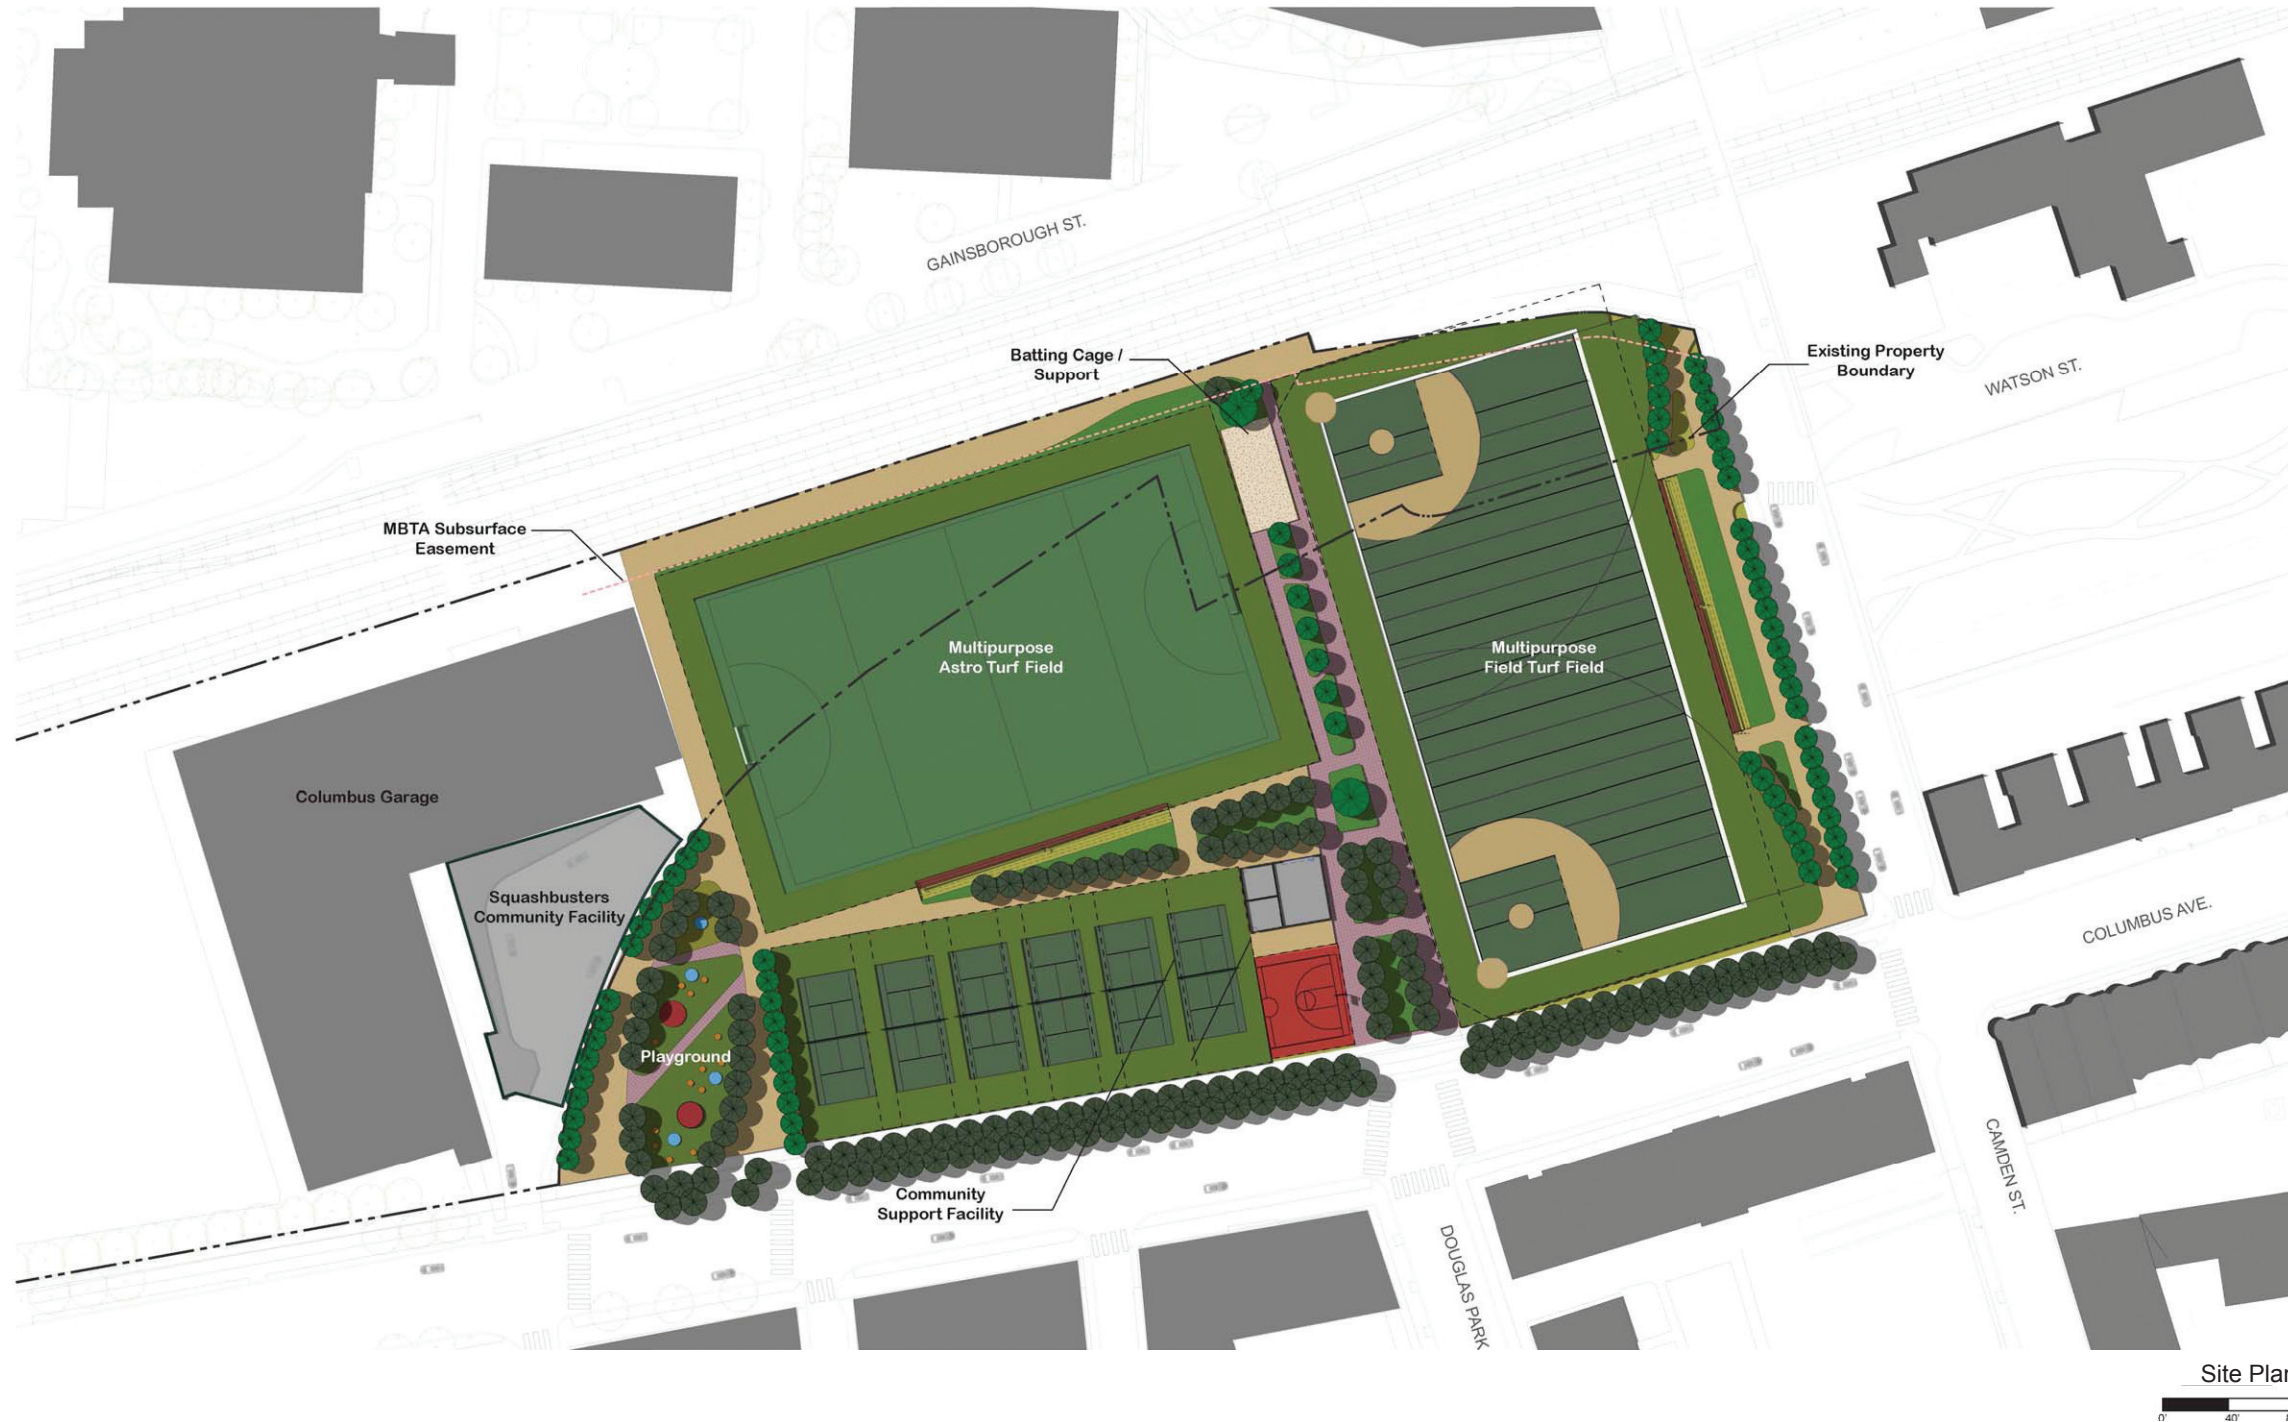 GAINSBOROUGH ST.
Batting Cage /
Support
Existing Property
Boundary
WATSON ST.
MBTA Subsurface
Easement
Multipurpose
Astro Turf Field
Multipurpose
Field Turf Field
Columbus Garage
Squashbusters
Community Facility
COLUMBUS AVE.
Playground
Community
Support Facility
CAMDEN ST.
DOUGLAS PARK
Site Plan
0' 40'